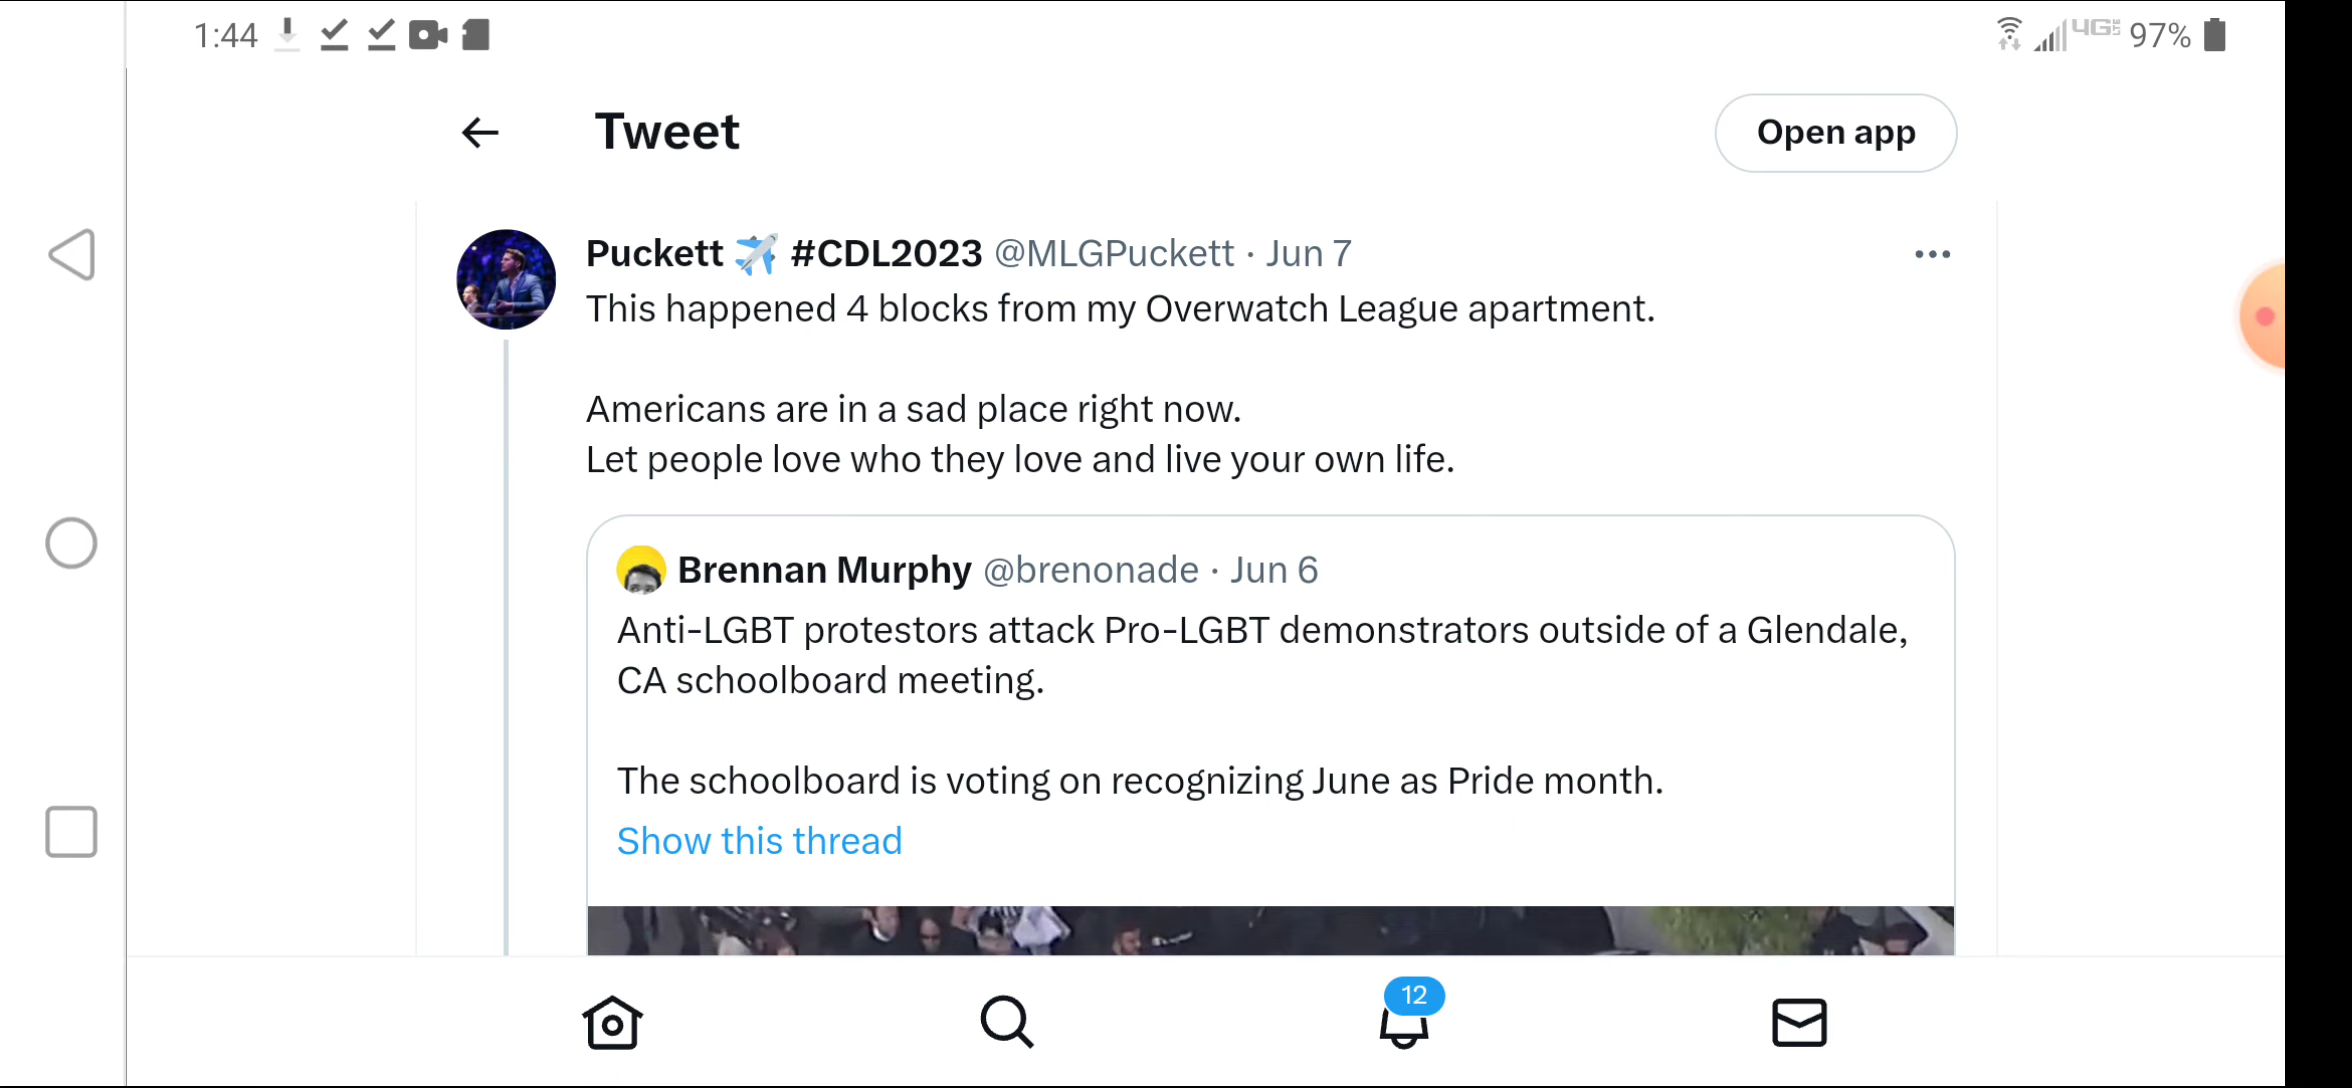 1:44 4G 97%
Tweet Open app
Puckett ✈️ #CDL2023 @MLGPuckett · Jun 7
This happened 4 blocks from my Overwatch League apartment.
Americans are in a sad place right now.
Let people love who they love and live your own life.
Brennan Murphy @brenonade · Jun 6
Anti-LGBT protestors attack Pro-LGBT demonstrators outside of a Glendale,
CA schoolboard meeting.
The schoolboard is voting on recognizing June as Pride month.
Show this thread
12